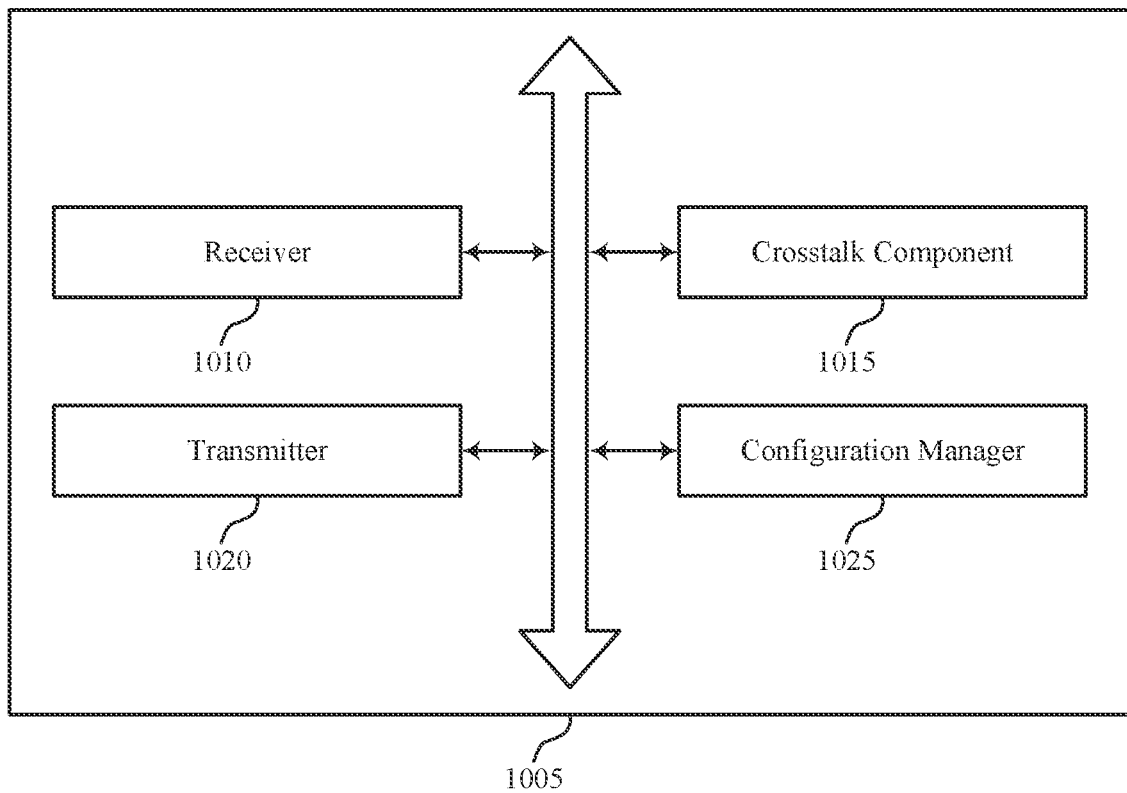 Receiver
1010
Crosstalk Component
1015
Transmitter
1020
Configuration Manager
1025
1005